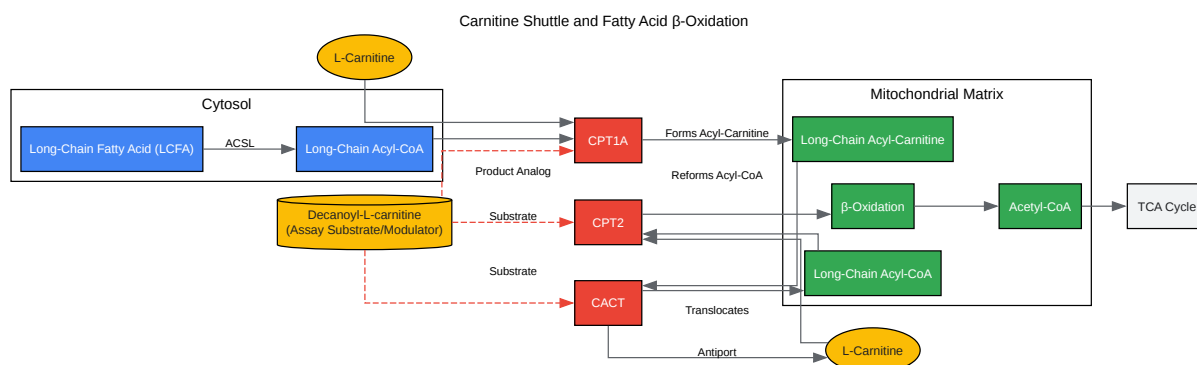 Carnitine Shuttle and Fatty Acid β-Oxidation
L-Carnitine
Cytosol
Mitochondrial Matrix
Long-Chain Fatty Acid (LCFA)
ACSL
Long-Chain Acyl-CoA
CPT1A
Forms Acyl-Carnitine
Long-Chain Acyl-Carnitine
Product Analog
Reforms Acyl-CoA
Decanoyl-L-carnitine
(Assay Substrate/Modulator)
Substrate
CPT2
β-Oxidation
Acetyl-CoA
TCA Cycle
Substrate
Long-Chain Acyl-CoA
CACT
Translocates
Antiport
L-Carnitine